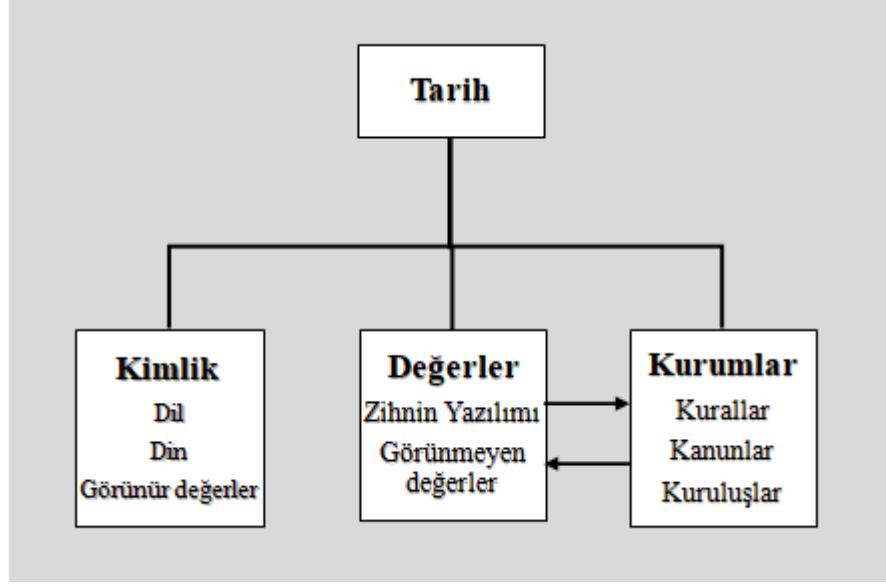 Tarih
Kimlik
Dil
Din
Görünür değerler
Değerler
Zihnin Yazılımı
Görünmeyen
değerler
Kurumlar
Kurallar
Kanunlar
Kuruluşlar